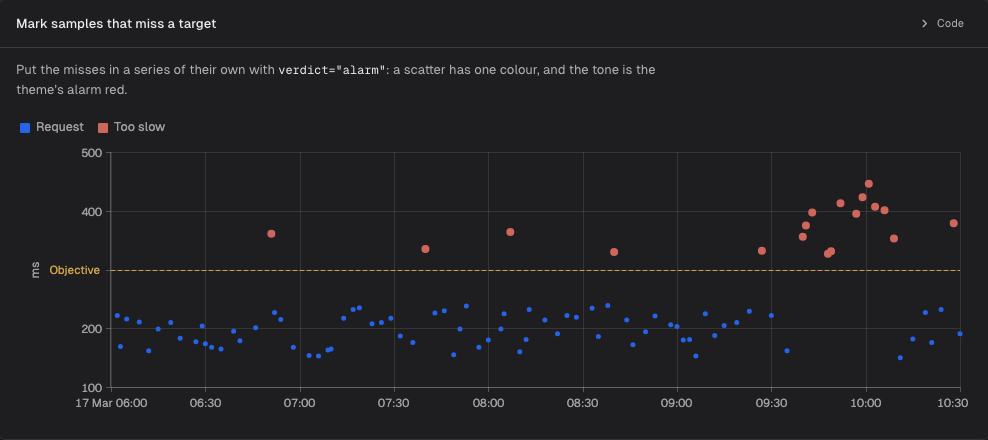 Mark samples that miss a target
Code
Put the misses in a series of their own with verdict="alarm": a scatter has one colour, and the tone is the
theme's alarm red.
Request Too slow
500
400
ms
Objective
200
100
17 Mar 06:00 06:30 07:00 07:30 08:00 08:30 09:00 09:30 10:00 10:30